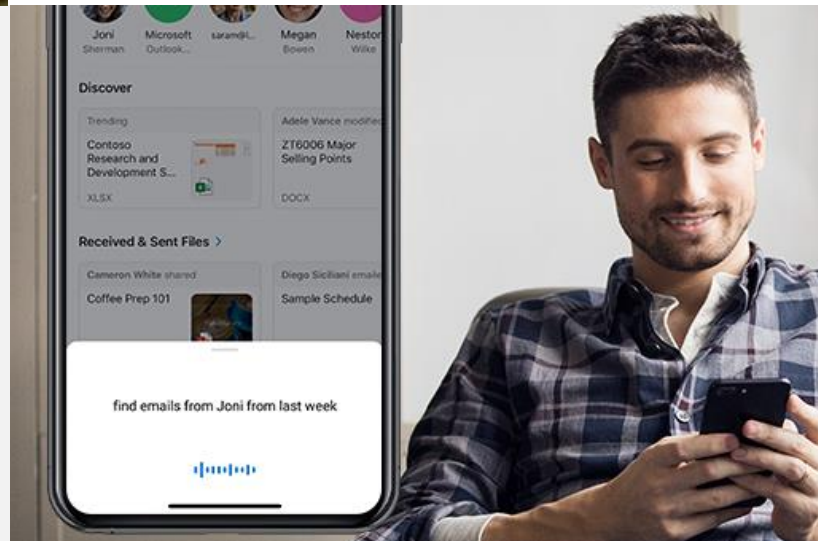 Joni
Sherman
Microsoft
Outlook...
Megan
Bowen
Nestor
Wilke
Discover
Trending
Contoso
Research and
Development S...
XLSX
Adele Vance modified
ZT6006 Major
Selling Points
DOCX
Received & Sent Files >
Cameron White shared
Coffee Prep 101
Diego Siciliani emaile
Sample Schedule
find emails from Joni from last week